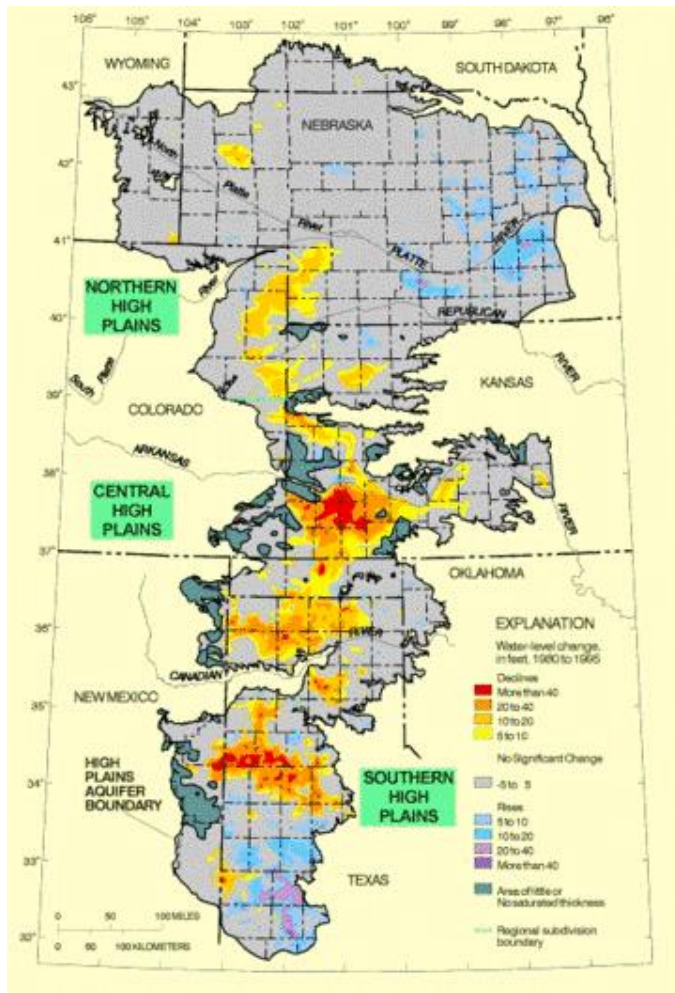 106° 105° 104° 103° 102° 101° 100° 99° 98° 97° 96°
WYOMING
SOUTH DAKOTA
43°
NEBRASKA
42°
North
Platte
River
41°
PLATTE
RIVER
NORTHERN
HIGH
PLAINS
River
40°
REPUBLICAN
RIVER
South
Platte
39°
KANSAS
COLORADO
ARKANSAS
38°
CENTRAL
HIGH
PLAINS
RIVER
37°
OKLAHOMA
36°
RIVER
CANADIAN
NEW MEXICO
35°
HIGH
PLAINS
AQUIFER
BOUNDARY
34°
SOUTHERN
HIGH
PLAINS
33°
TEXAS
32°
0 50 100 MILES
0 50 100 KILOMETERS
EXPLANATION
Water-level change,
in feet, 1980 to 1995
Declines
More than 40
20 to 40
10 to 20
5 to 10
No Significant Change
-5 to 5
Rises
5 to 10
10 to 20
20 to 40
More than 40
Area of little or
No saturated thickness
Regional subdivision
boundary